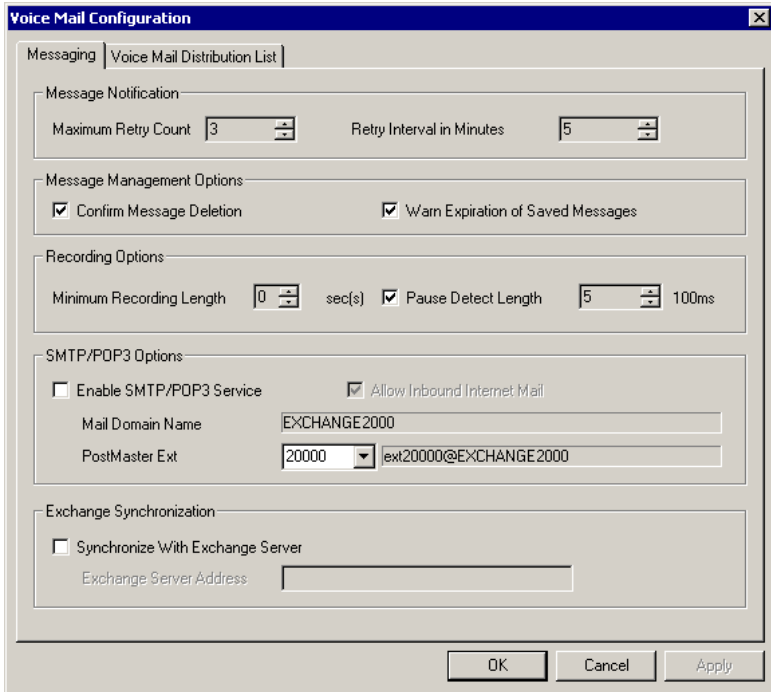 Voice Mail Configuration
Messaging Voice Mail Distribution List
Message Notification
Maximum Retry Count 3 Retry Interval in Minutes 5
Message Management Options
Confirm Message Deletion Warn Expiration of Saved Messages
Recording Options
Minimum Recording Length 0 sec(s) Pause Detect Length 5 100ms
SMTP/POP3 Options
Enable SMTP/POP3 Service Allow Inbound Internet Mail
Mail Domain Name EXCHANGE2000
PostMaster Ext 20000 ext20000@EXCHANGE2000
Exchange Synchronization
Synchronize With Exchange Server
Exchange Server Address
OK Cancel Apply